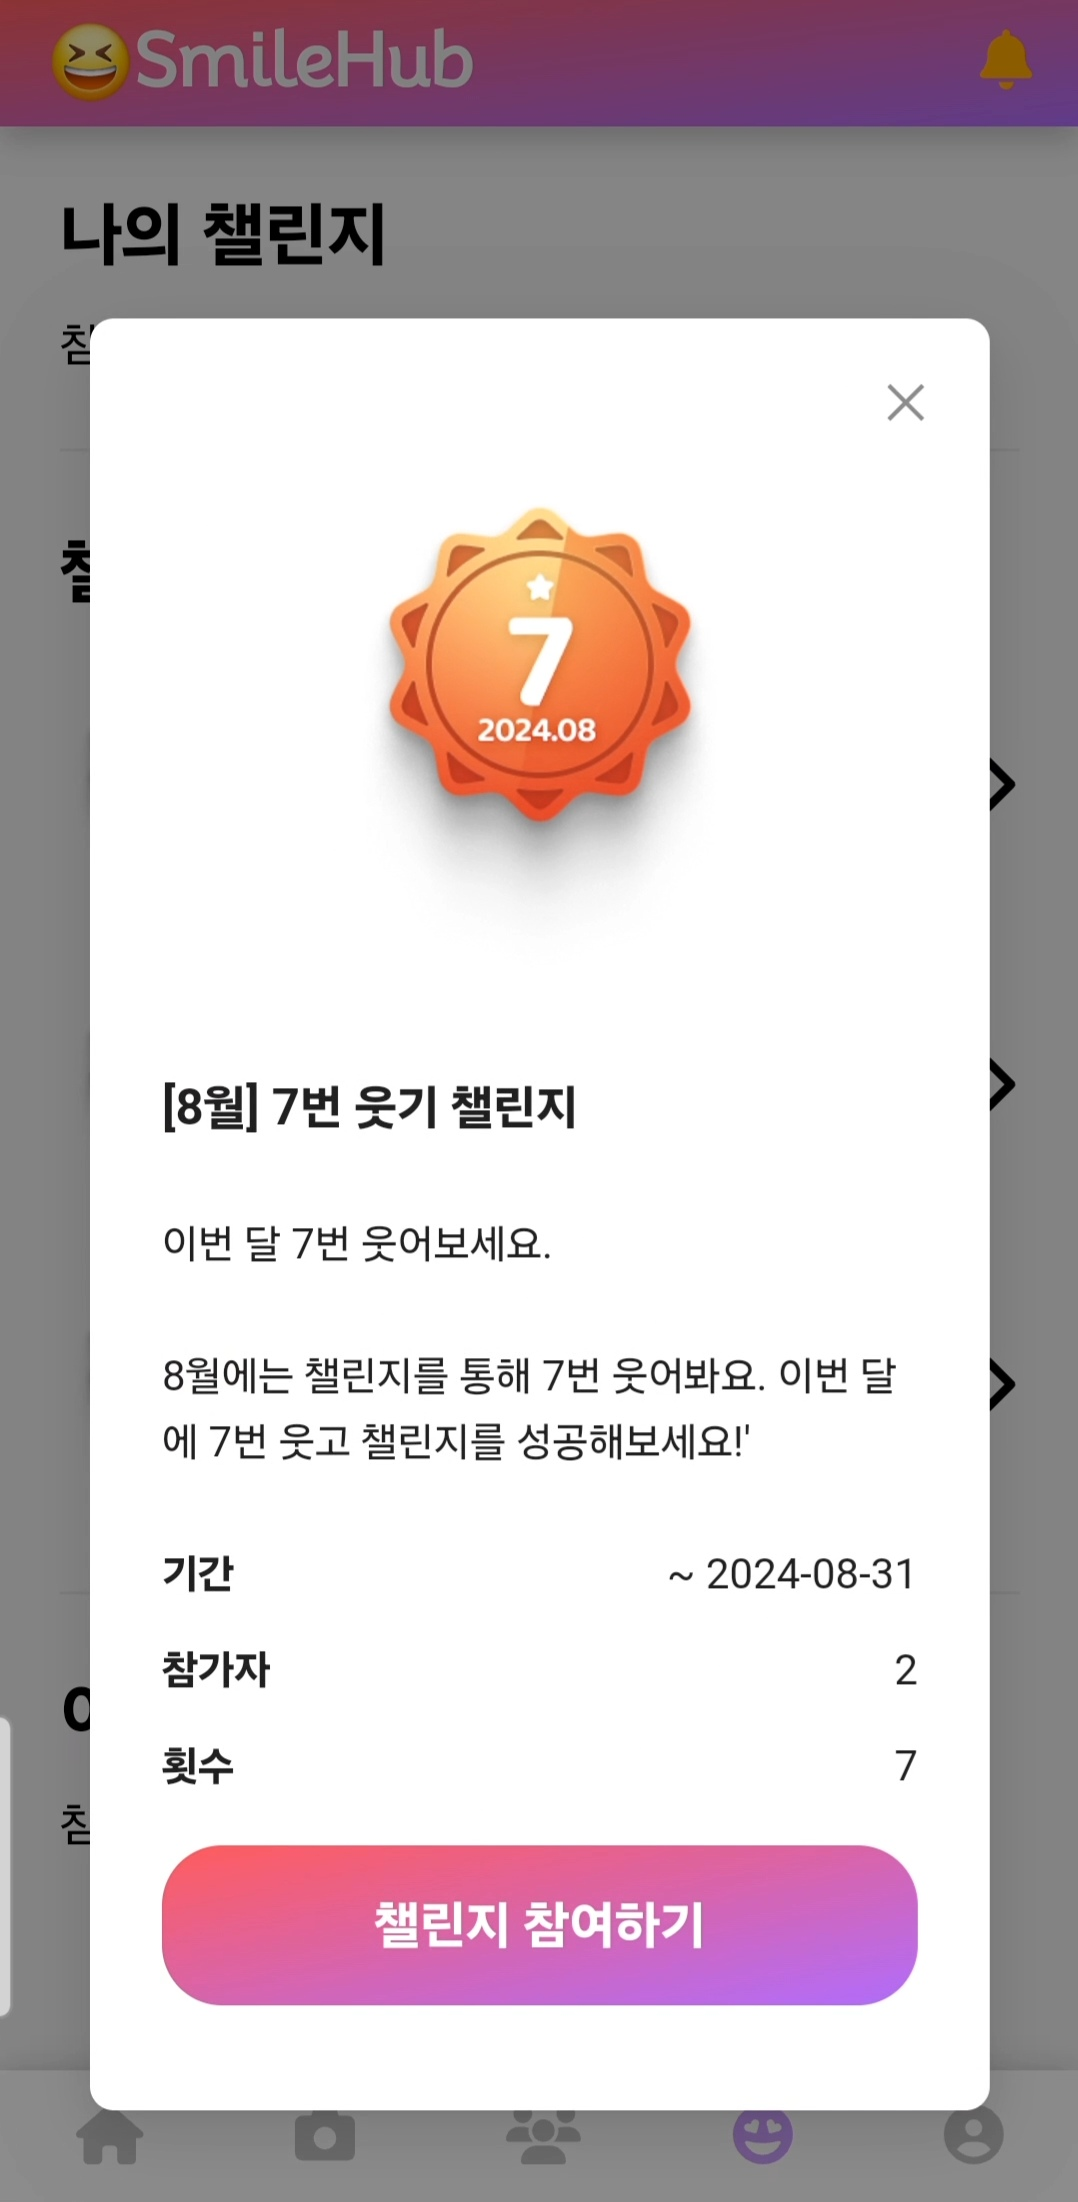 SmileHub
나의 챌린지
7
2024.08
[8월] 7번 웃기 챌린지
이번 달 7번 웃어보세요.
8월에는 챌린지를 통해 7번 웃어봐요. 이번 달
에 7번 웃고 챌린지를 성공해보세요!'
기간 ~ 2024-08-31
참가자 2
횟수 7
챌린지 참여하기